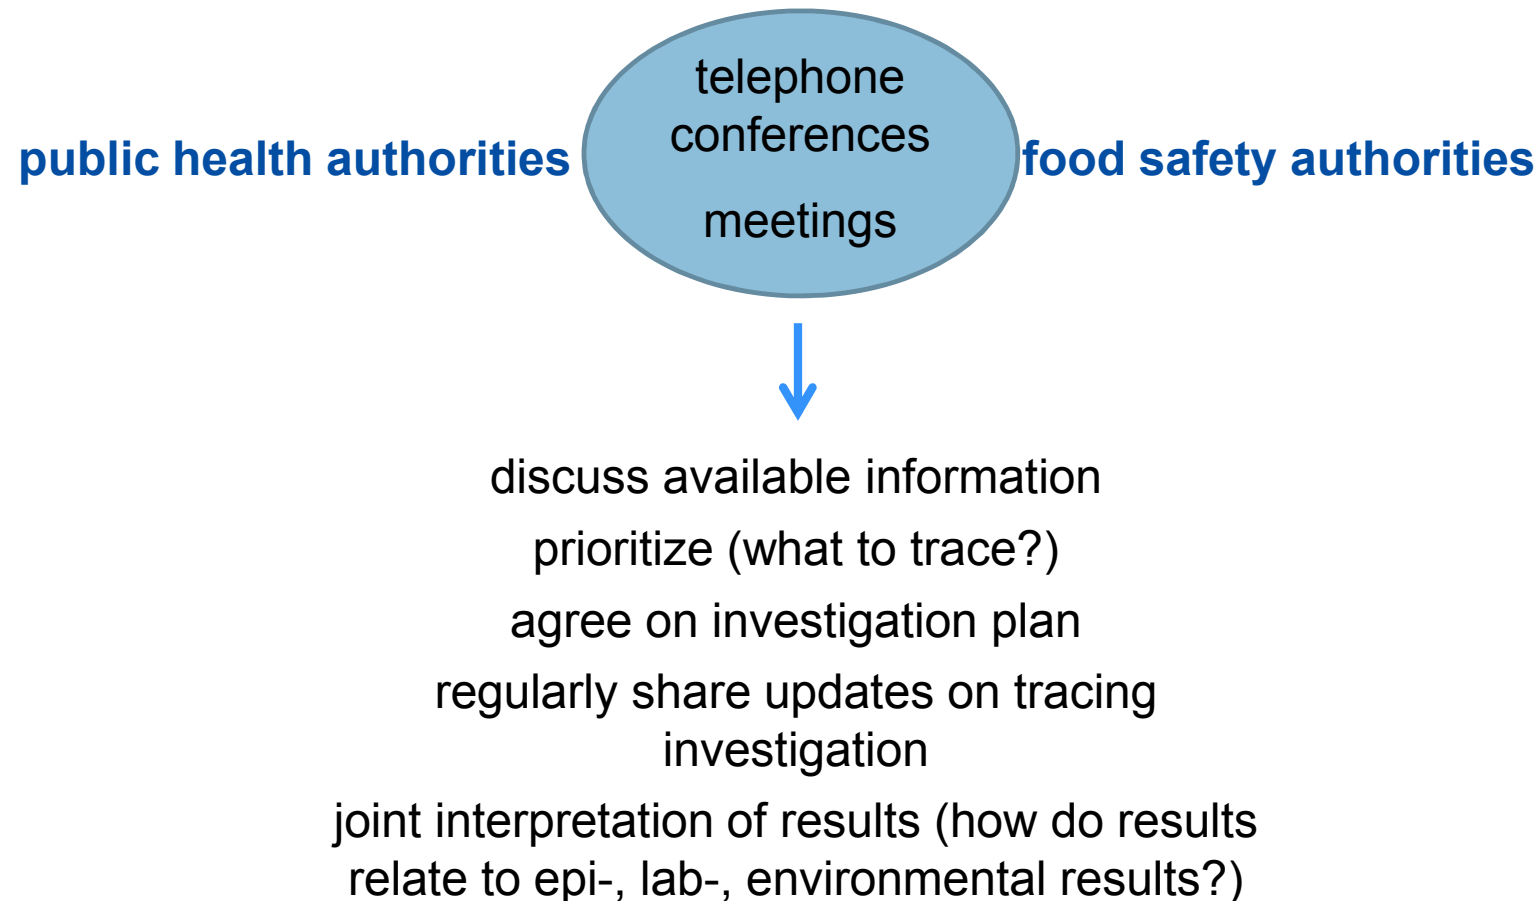 telephone
conferences
public health authorities
food safety authorities
meetings
discuss available information
prioritize (what to trace?)
agree on investigation plan
regularly share updates on tracing
investigation
joint interpretation of results (how do results
relate to epi-, lab-, environmental results?)